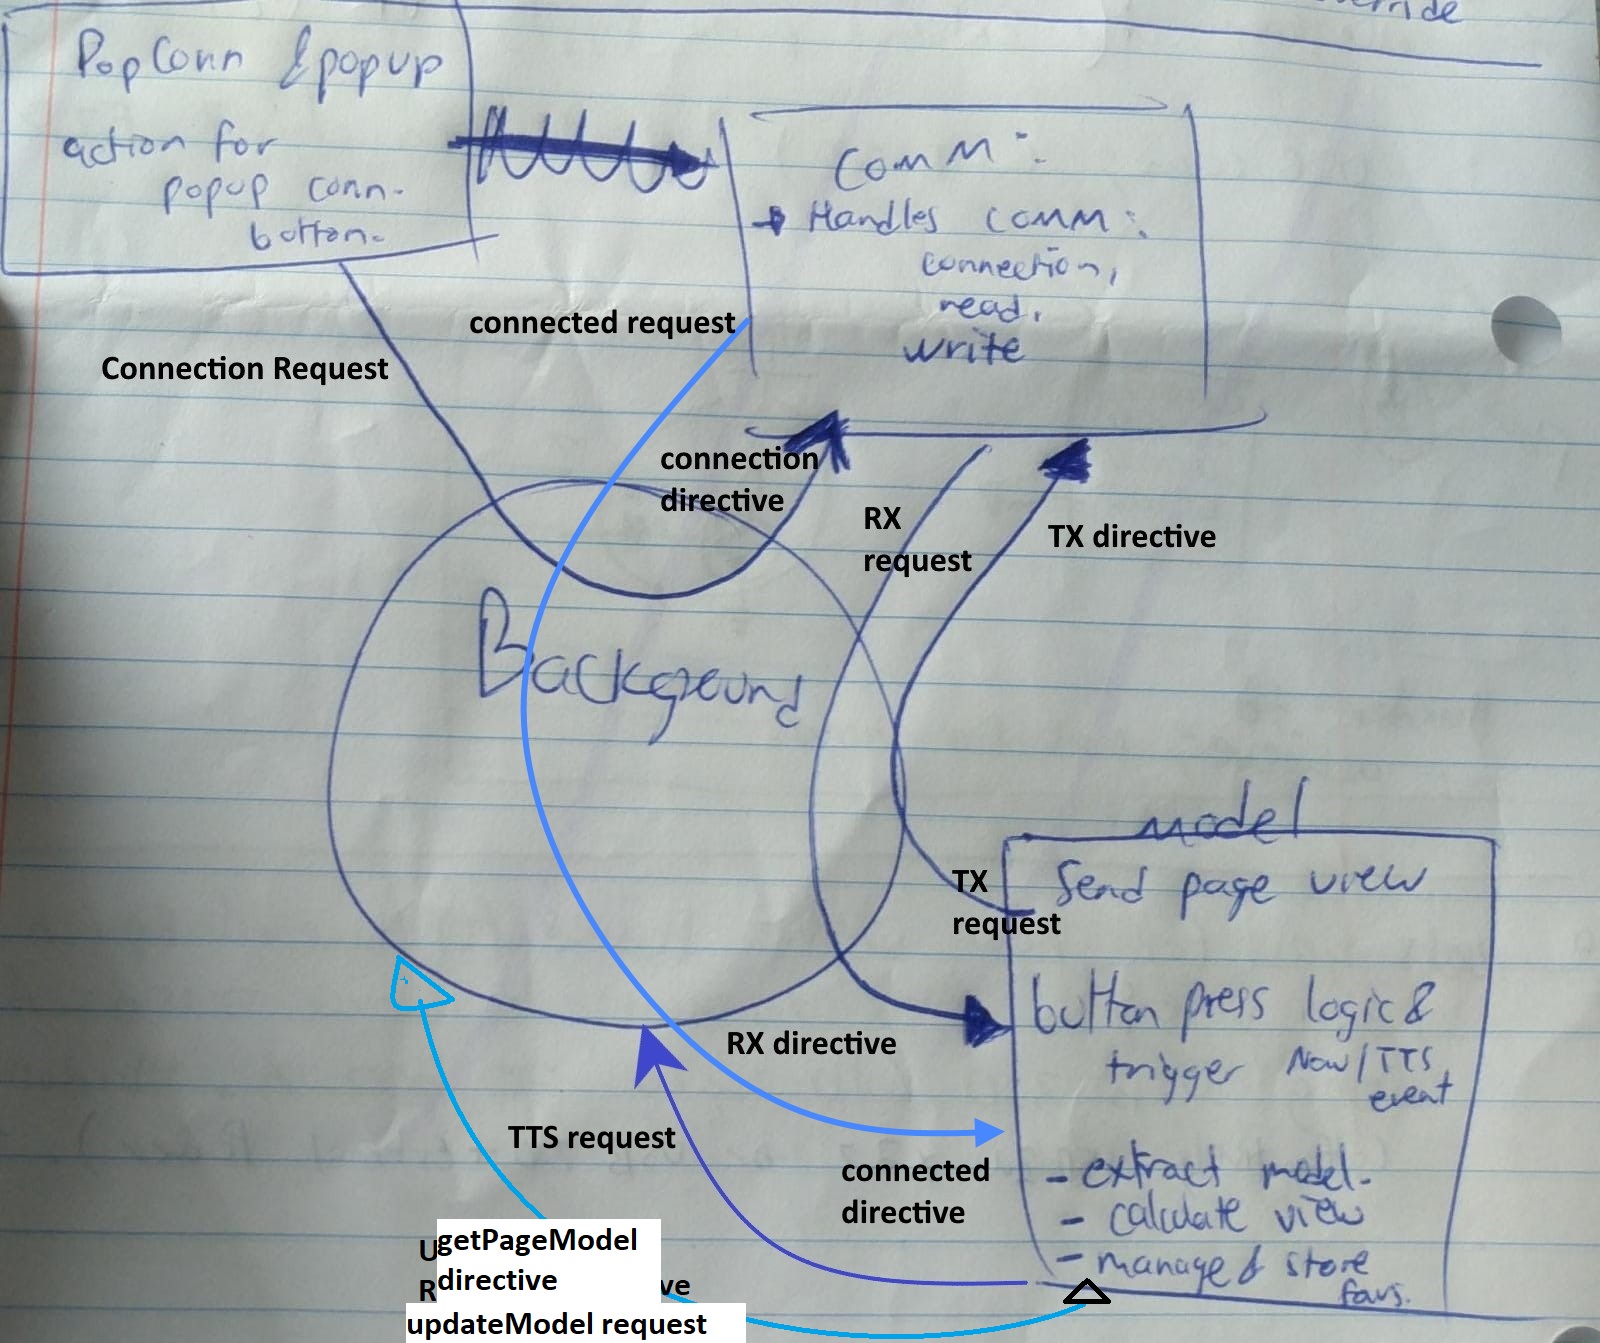 PopConn & popup
action for
popup conn.
button.
Comm:
Handles comm:
connection,
read,
write
connected request
Connection Request
connection
directive
RX
request
TX directive
Background
model
TX
request
Send page view
button press logic &
trigger Nav/TTS
event
RX directive
TTS request
connected
directive
- extract model.
- calculate view
- manage & store
favs.
getPageModel
directive
updateModel request